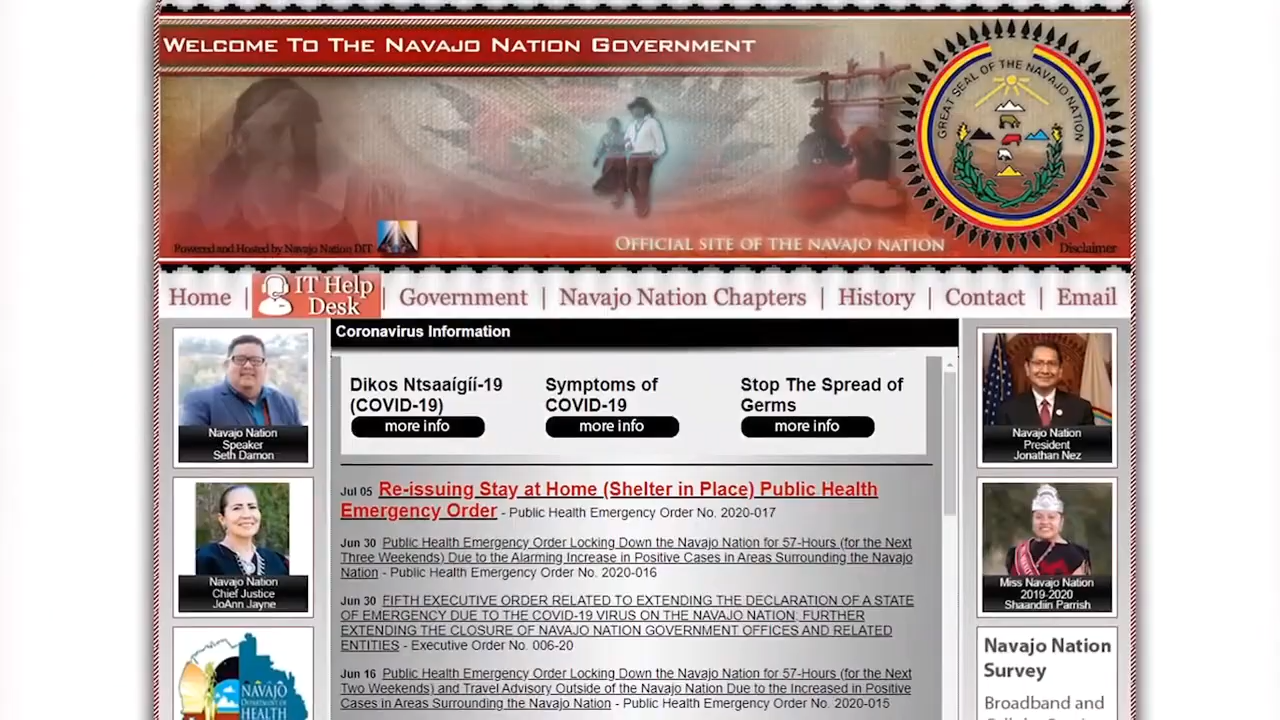 WELCOME TO THE NAVAJO NATION GOVERNMENT
GREAT SEAL OF THE NAVAJO NATION
Powered and Hosted by Navajo Nation DIT
OFFICIAL SITE OF THE NAVAJO NATION
Disclaimer
Home | IT Help Desk | Government | Navajo Nation Chapters | History | Contact | Email
Navajo Nation
Speaker
Seth Damon
Navajo Nation
Chief Justice
JoAnn Jayne
NAVAJO
DEPARTMENT OF
HEALTH
Coronavirus Information
Dikos Ntsaaígíí-19
(COVID-19)
more info
Symptoms of
COVID-19
more info
Stop The Spread of
Germs
more info
Jul 05 Re-issuing Stay at Home (Shelter in Place) Public Health
Emergency Order - Public Health Emergency Order No. 2020-017
Jun 30 Public Health Emergency Order Locking Down the Navajo Nation for 57-Hours (for the Next
Three Weekends) Due to the Alarming Increase in Positive Cases in Areas Surrounding the Navajo
Nation - Public Health Emergency Order No. 2020-016
Jun 30 FIFTH EXECUTIVE ORDER RELATED TO EXTENDING THE DECLARATION OF A STATE
OF EMERGENCY DUE TO THE COVID-19 VIRUS ON THE NAVAJO NATION; FURTHER
EXTENDING THE CLOSURE OF NAVAJO NATION GOVERNMENT OFFICES AND RELATED
ENTITIES - Executive Order No. 006-20
Jun 16 Public Health Emergency Order Locking Down the Navajo Nation for 57-Hours (for the Next
Two Weekends) and Travel Advisory Outside of the Navajo Nation Due to the Increased in Positive
Cases in Areas Surrounding the Navajo Nation - Public Health Emergency Order No. 2020-015
Navajo Nation
President
Jonathan Nez
Miss Navajo Nation
2019-2020
Shaandiin Parrish
Navajo Nation
Survey
Broadband and